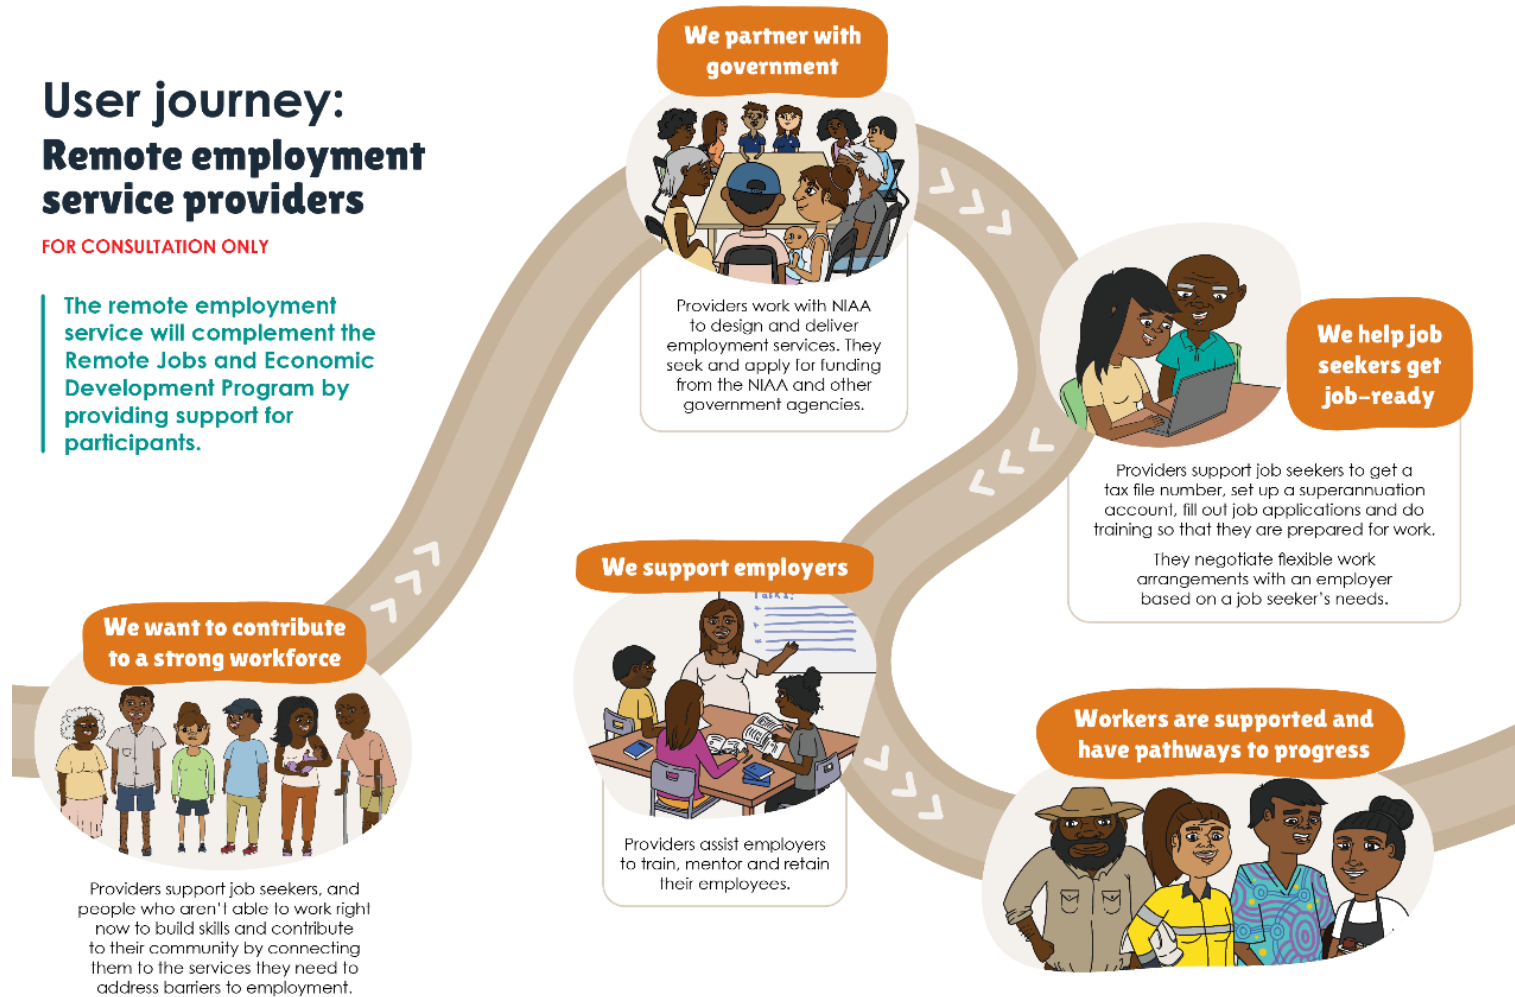 User journey:
Remote employment
service providers
FOR CONSULTATION ONLY
The remote employment
service will complement the
Remote Jobs and Economic
Development Program by
providing support for
participants.
We want to contribute
to a strong workforce
Providers support job seekers, and
people who aren't able to work right
now to build skills and contribute
to their community by connecting
them to the services they need to
address barriers to employment.
We partner with
government
Providers work with NIAA
to design and deliver
employment services. They
seek and apply for funding
from the NIAA and other
government agencies.
We help job
seekers get
job-ready
Providers support job seekers to get a
tax file number, set up a superannuation
account, fill out job applications and do
training so that they are prepared for work.
They negotiate flexible work
arrangements with an employer
based on a job seeker's needs.
We support employers
Tasks:
Providers assist employers
to train, mentor and retain
their employees.
Workers are supported and
have pathways to progress